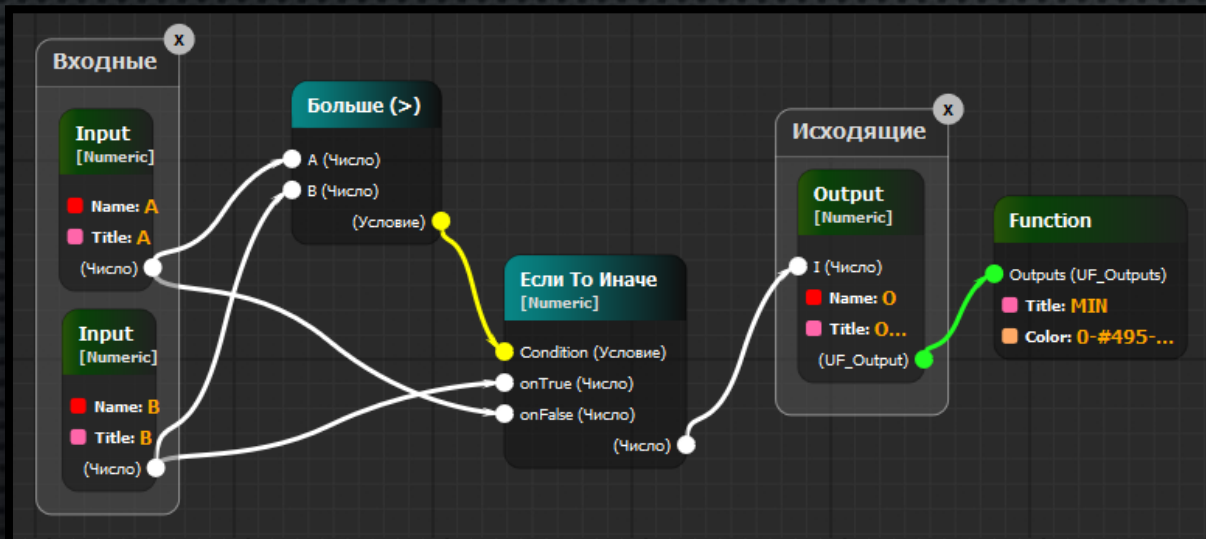 Входные
X
Input
[Numeric]
Name: A
Title: A
(Число)
Input
[Numeric]
Name: B
Title: B
(Число)
Больше (>)
A (Число)
B (Число)
(Условие)
Если То Иначе
[Numeric]
Condition (Условие)
onTrue (Число)
onFalse (Число)
(Число)
Исходящие
X
Output
[Numeric]
I (Число)
Name: O
Title: O...
(UF_Output)
Function
Outputs (UF_Outputs)
Title: MIN
Color: 0-#495-...